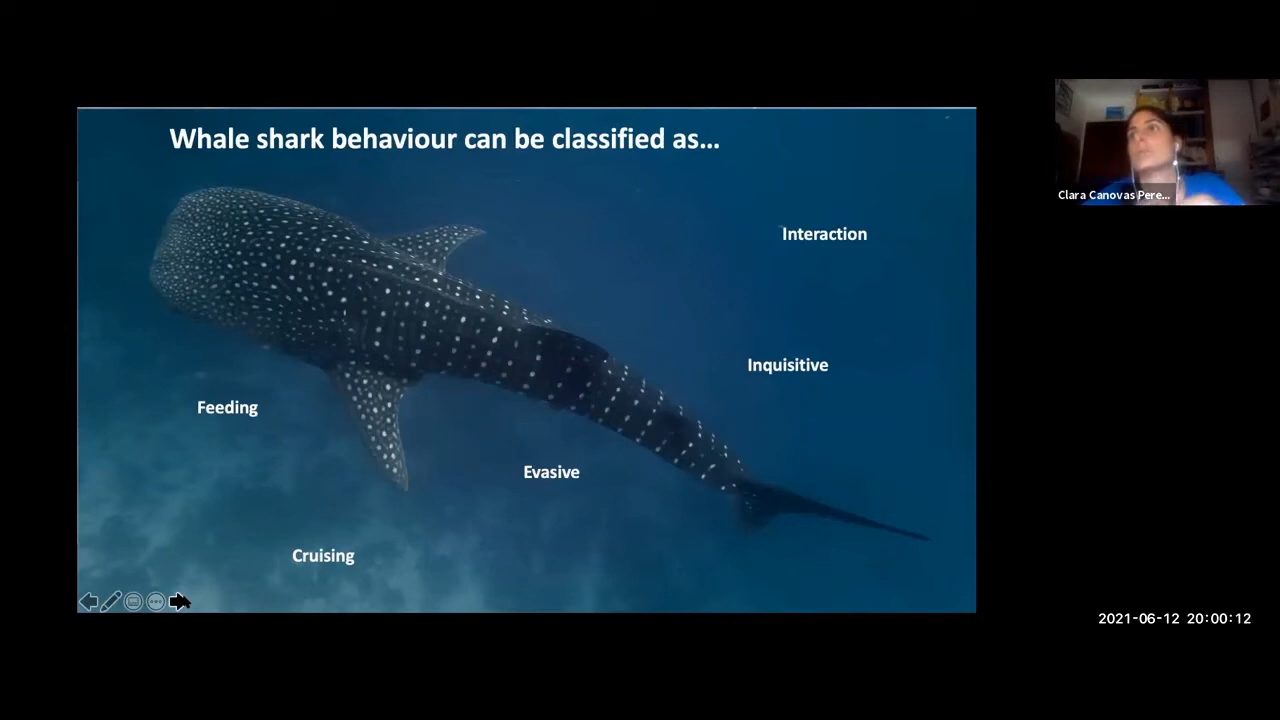 Whale shark behaviour can be classified as...
Interaction
Inquisitive
Feeding
Evasive
Cruising
Clara Canovas Pere...
2021-06-12 20:00:12